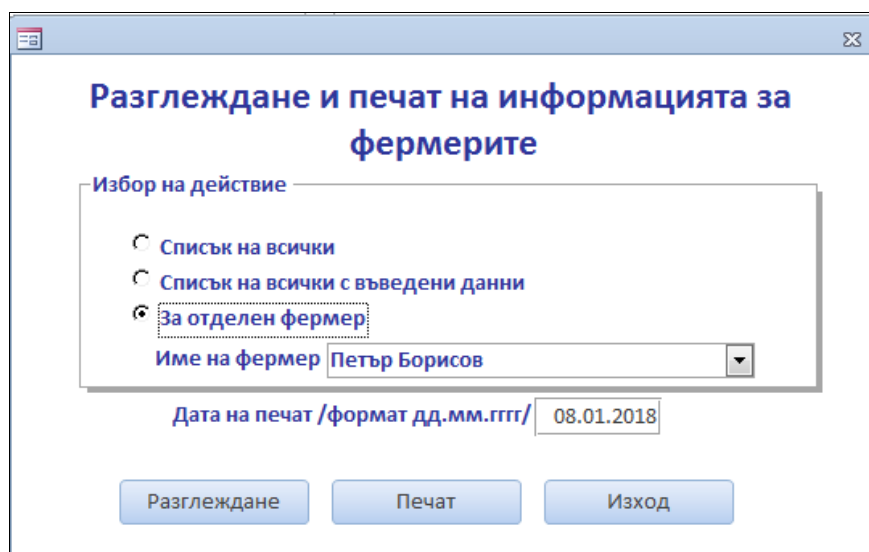 Разглеждане и печат на информацията за
фермерите
Избор на действие
Списък на всички
Списък на всички с въведени данни
За отделен фермер
Име на фермер Петър Борисов
Дата на печат /формат дд.мм.гггг/ 08.01.2018
Разглеждане Печат Изход